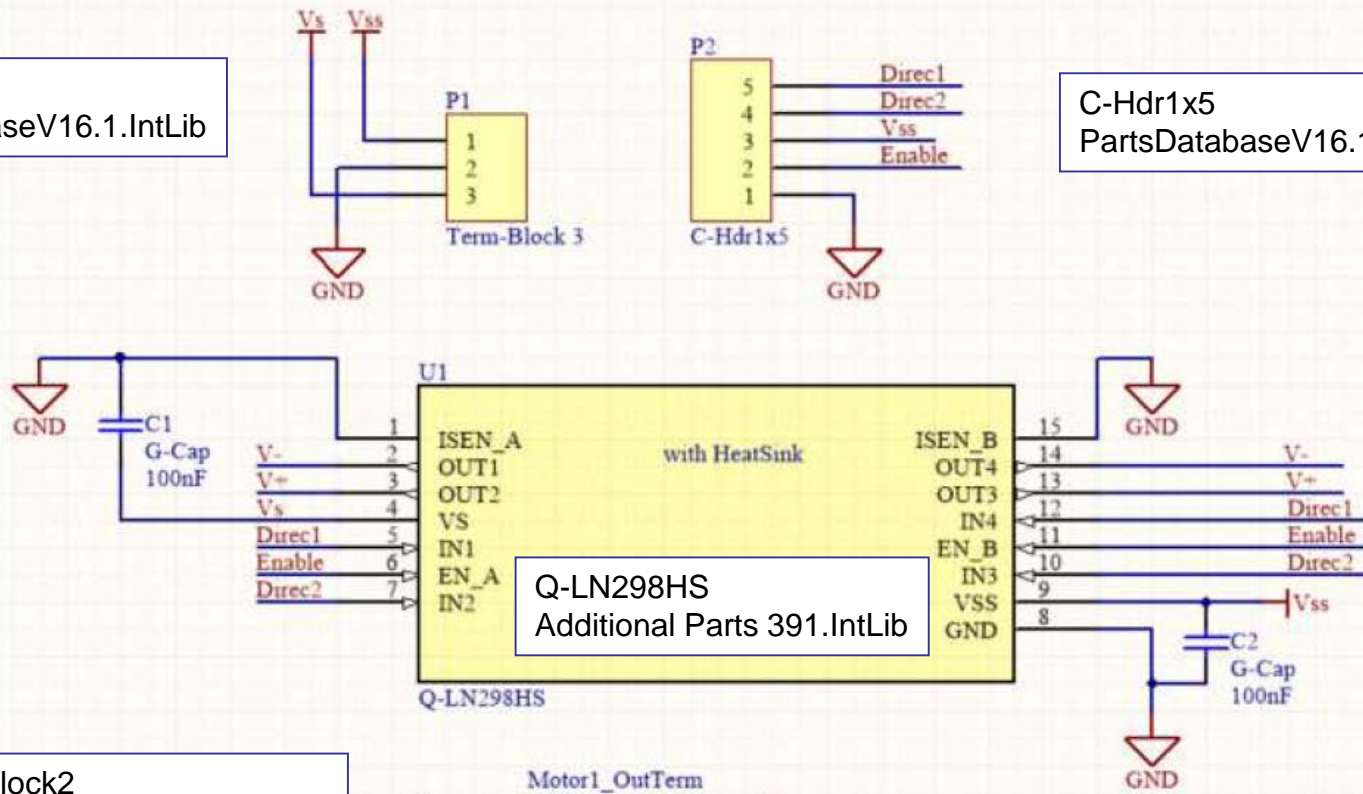 Vs Vss
P1
1
2
3
Term-Block 3
GND
P2
5
4
3
2
1
Direc1
Direc2
Vss
Enable
C-Hdr1x5
GND
aseV16.1.IntLib
C-Hdr1x5
PartsDatabaseV16.1
GND
C1
G-Cap
100nF
V-
V+
Vs
Direc1
Enable
Direc2
1
2
3
4
5
6
7
U1
ISEN_A
OUT1
OUT2
VS
IN1
EN_A
IN2
with HeatSink
Q-LN298HS
Additional Parts 391.IntLib
ISEN_B
OUT4
OUT3
IN4
EN_B
IN3
VSS
GND
15
14
13
12
11
10
9
8
GND
V-
V+
Direc1
Enable
Direc2
Vss
C2
G-Cap
100nF
GND
Q-LN298HS
lock2
Motor1_OutTerm